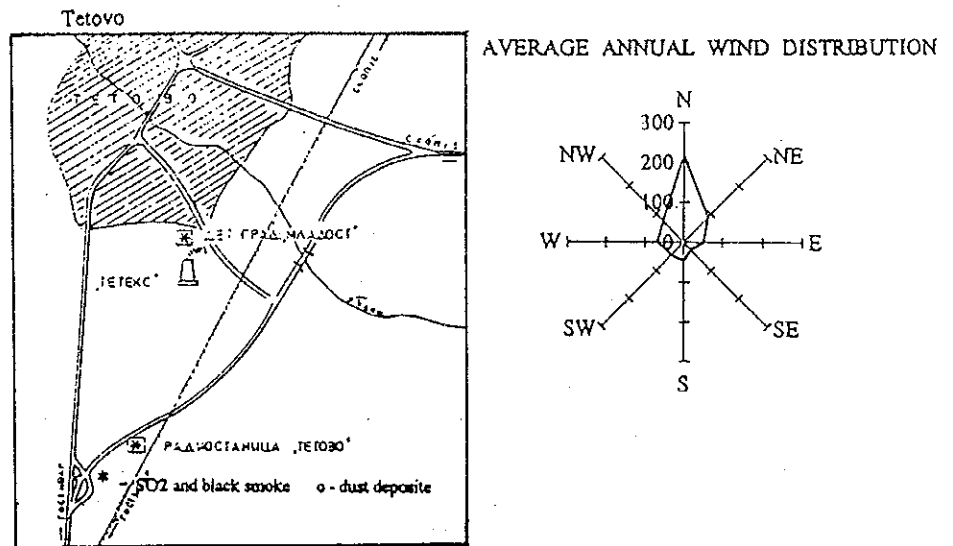 Tetovo
AVERAGE ANNUAL WIND DISTRIBUTION
ТЕТОВО
„ТЕТЕКС“
РАДИОСТАНИЦА „ТЕТОВО“
* - SO2 and black smoke o - dust deposite
N
300
200
100
0
NW
NE
W
E
SW
SE
S